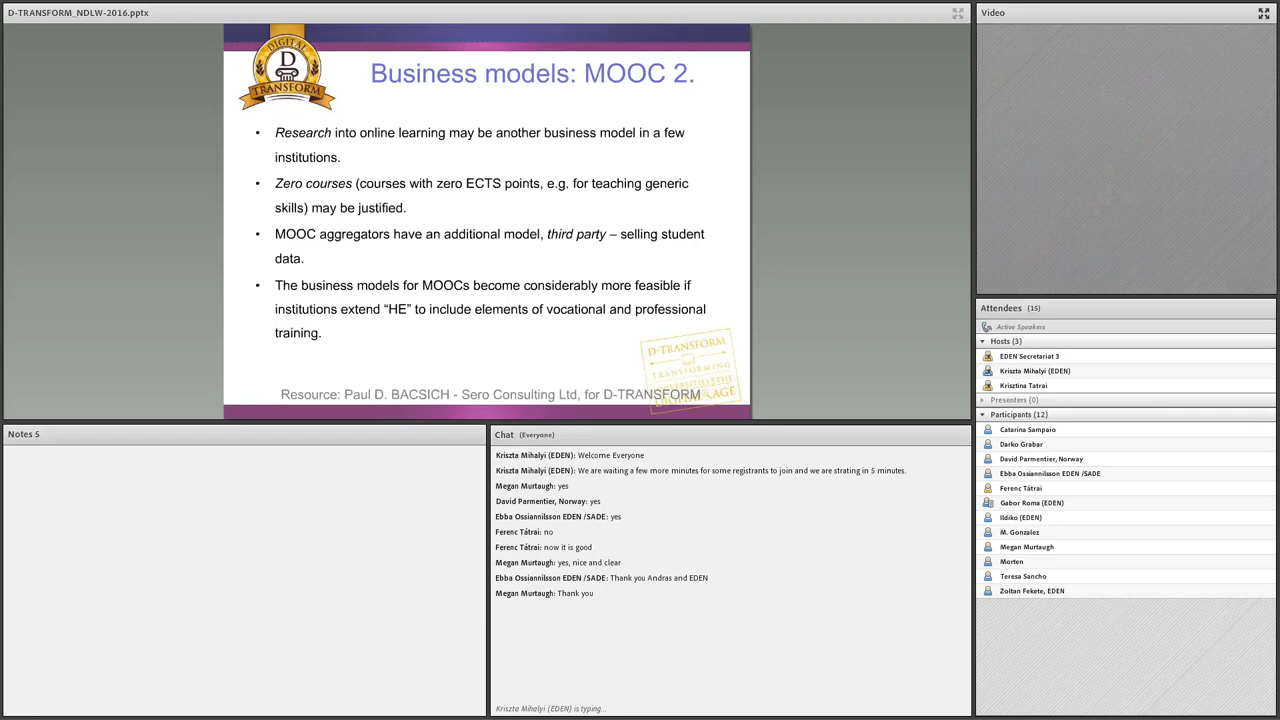 D-TRANSFORM_NDLW-2016.pptx
DIGITAL
D
TRANSFORM
Business models: MOOC 2.
• Research into online learning may be another business model in a few
institutions.
• Zero courses (courses with zero ECTS points, e.g. for teaching generic
skills) may be justified.
• MOOC aggregators have an additional model, third party – selling student
data.
• The business models for MOOCs become considerably more feasible if
institutions extend “HE” to include elements of vocational and professional
training.
D-TRANSFORM
TRANSFORMING
UNIVERSITIES
DIGITAL AGE
Resource: Paul D. BACSICH - Sero Consulting Ltd, for D-TRANSFORM
Notes 5
Chat (Everyone)
Kriszta Mihalyi (EDEN): Welcome Everyone
Kriszta Mihalyi (EDEN): We are waiting a few more minutes for some registrants to join and we are strating in 5 minutes.
Megan Murtaugh: yes
David Parmentier, Norway: yes
Ebba Ossiannilsson EDEN /SADE: yes
Ferenc Tátrai: no
Ferenc Tátrai: now it is good
Megan Murtaugh: yes, nice and clear
Ebba Ossiannilsson EDEN /SADE: Thank you Andras and EDEN
Megan Murtaugh: Thank you
Kriszta Mihalyi (EDEN) is typing...
Video
Attendees (15)
Active Speakers
Hosts (3)
EDEN Secretariat 3
Kriszta Mihalyi (EDEN)
Krisztina Tatrai
Presenters (0)
Participants (12)
Catarina Sampaio
Darko Grabar
David Parmentier, Norway
Ebba Ossiannilsson EDEN /SADE
Ferenc Tátrai
Gabor Roma (EDEN)
Ildiko (EDEN)
M. Gonzalez
Megan Murtaugh
Morten
Teresa Sancho
Zoltan Fekete, EDEN